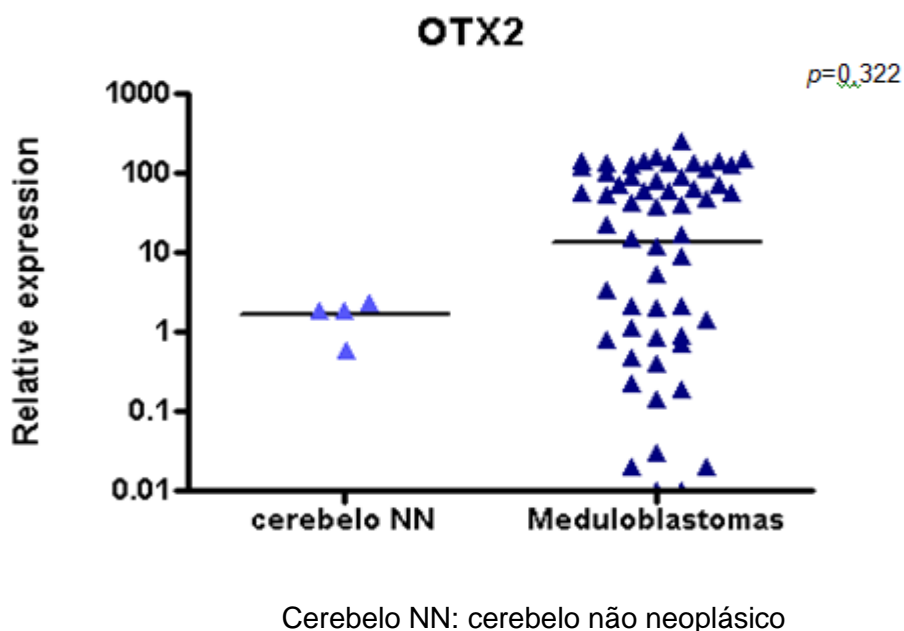 OTX2
p=0,322
Relative expression
1000
100
10
1
0.1
0.01
cerebelo NN
Meduloblastomas
Cerebelo NN: cerebelo não neoplásico